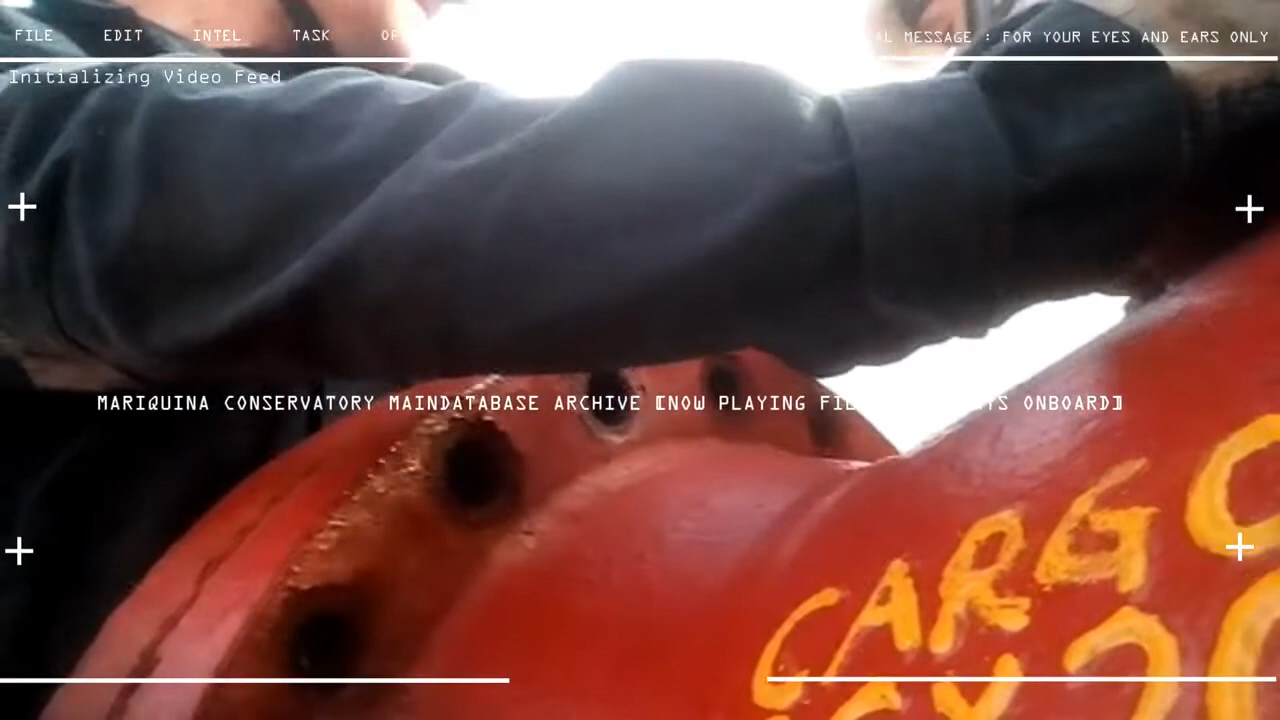 FILE EDIT INTEL TASK
MESSAGE : FOR YOUR EYES AND EARS ONLY
Initializing Video Feed
MARIQUINA CONSERVATORY MAINDATABASE ARCHIVE [NOW PLAYING ONBOARD]
CARGO